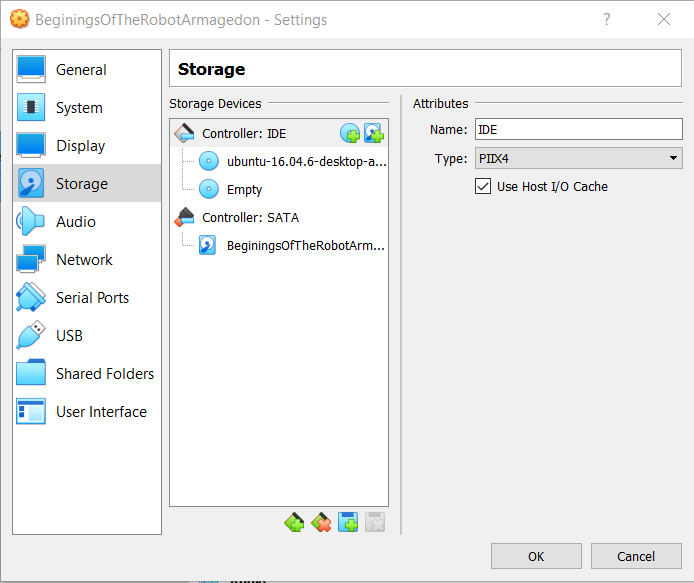 BeginingsOfTheRobotArmagedon - Settings
?
General
System
Display
Storage
Audio
Network
Serial Ports
USB
Shared Folders
User Interface
Storage
Storage Devices
Controller: IDE
ubuntu-16.04.6-desktop-a...
Empty
Controller: SATA
BeginingsOfTheRobotArm...
Attributes
Name: IDE
Type: PIIX4
Use Host I/O Cache
OK
Cancel